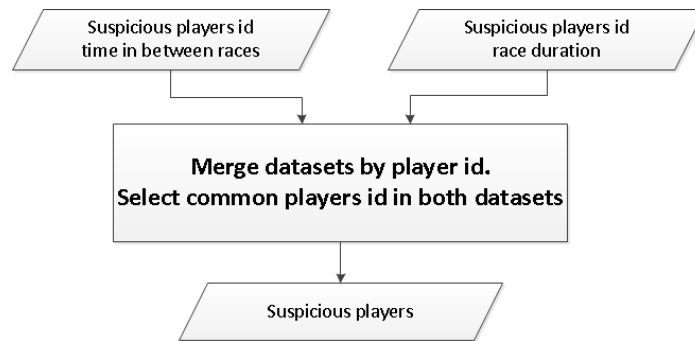 Suspicious players id
time in between races
Suspicious players id
race duration
Merge datasets by player id.
Select common players id in both datasets
Suspicious players